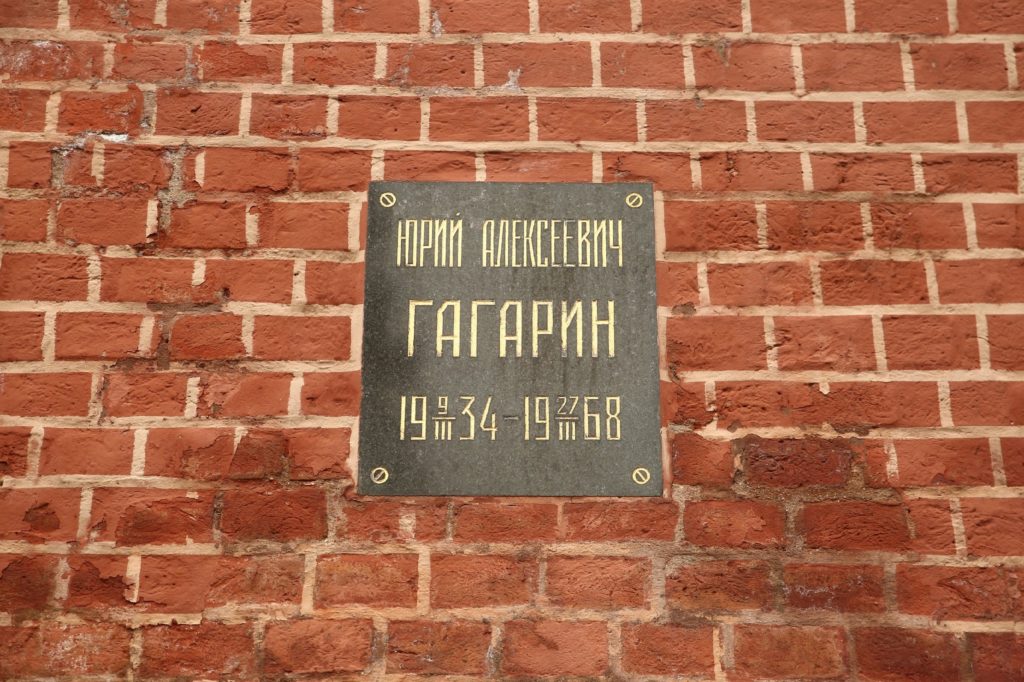 ЮРИЙ АЛЕКСЕЕВИЧ
ГАГАРИН
19 9/III 34 – 19 27/III 68